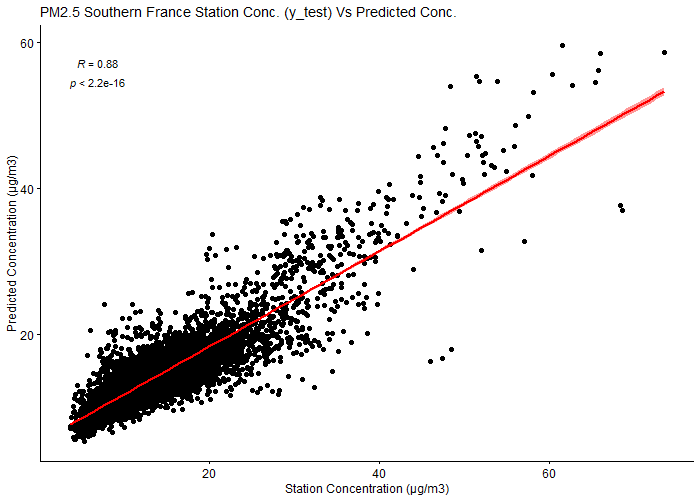 PM2.5 Southern France Station Conc. (y_test) Vs Predicted Conc.
60
R = 0.88
p < 2.2e-16
40
Predicted Concentration (µg/m3)
20
20 40 60
Station Concentration (µg/m3)